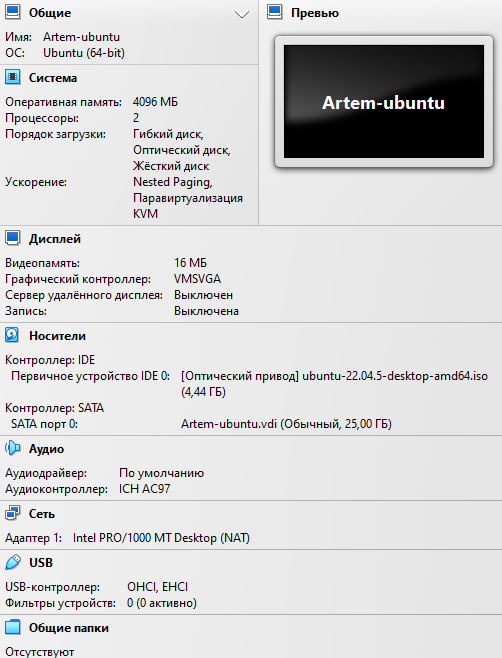 Общие
Имя: Artem-ubuntu
ОС: Ubuntu (64-bit)
Превью
Artem-ubuntu
Система
Оперативная память: 4096 МБ
Процессоры: 2
Порядок загрузки: Гибкий диск,
Оптический диск,
Жёсткий диск
Ускорение: Nested Paging,
Паравиртуализация
KVM
Дисплей
Видеопамять: 16 МБ
Графический контроллер: VMSVGA
Сервер удалённого дисплея: Выключен
Запись: Выключена
Носители
Контроллер: IDE
Первичное устройство IDE 0: [Оптический привод] ubuntu-22.04.5-desktop-amd64.iso
(4,44 ГБ)
Контроллер: SATA
SATA порт 0: Artem-ubuntu.vdi (Обычный, 25,00 ГБ)
Аудио
Аудиодрайвер: По умолчанию
Аудиоконтроллер: ICH AC97
Сеть
Адаптер 1: Intel PRO/1000 MT Desktop (NAT)
USB
USB-контроллер: OHCI, EHCI
Фильтры устройств: 0 (0 активно)
Общие папки
Отсутствуют